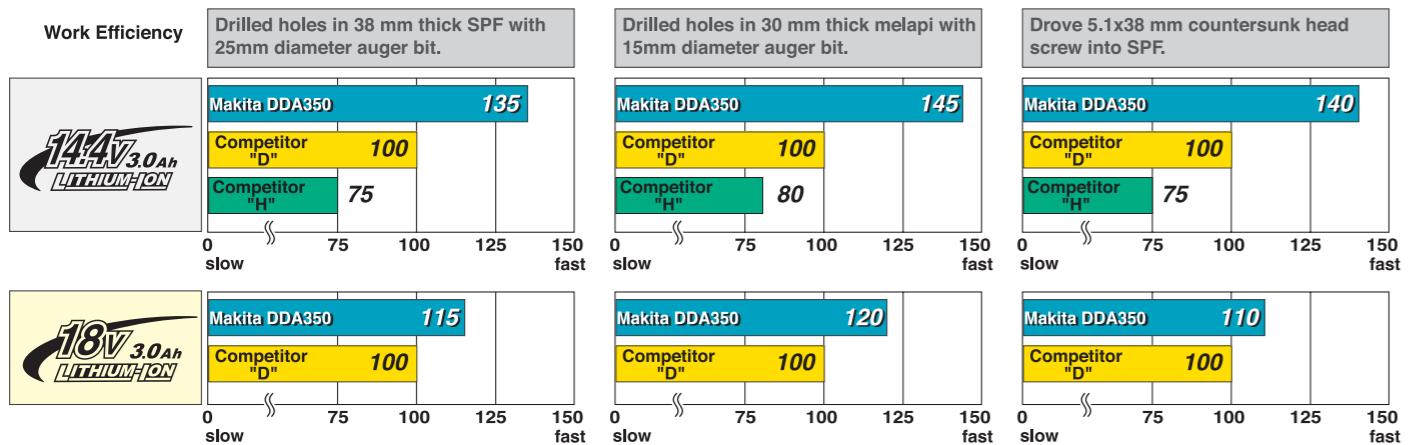 Work Efficiency
Drilled holes in 38 mm thick SPF with
25mm diameter auger bit.
Drilled holes in 30 mm thick melapi with
15mm diameter auger bit.
Drove 5.1x38 mm countersunk head
screw into SPF.
14.4V 3.0Ah
LITHIUM-ION
Makita DDA350 135
Competitor
"D" 100
Competitor
"H" 75
0 75 100 125 150
slow fast
Makita DDA350 145
Competitor
"D" 100
Competitor
"H" 80
0 75 100 125 150
slow fast
Makita DDA350 140
Competitor
"D" 100
Competitor
"H" 75
0 75 100 125 150
slow fast
18V 3.0Ah
LITHIUM-ION
Makita DDA350 115
Competitor
"D" 100
0 75 100 125 150
slow fast
Makita DDA350 120
Competitor
"D" 100
0 75 100 125 150
slow fast
Makita DDA350 110
Competitor
"D" 100
0 75 100 125 150
slow fast